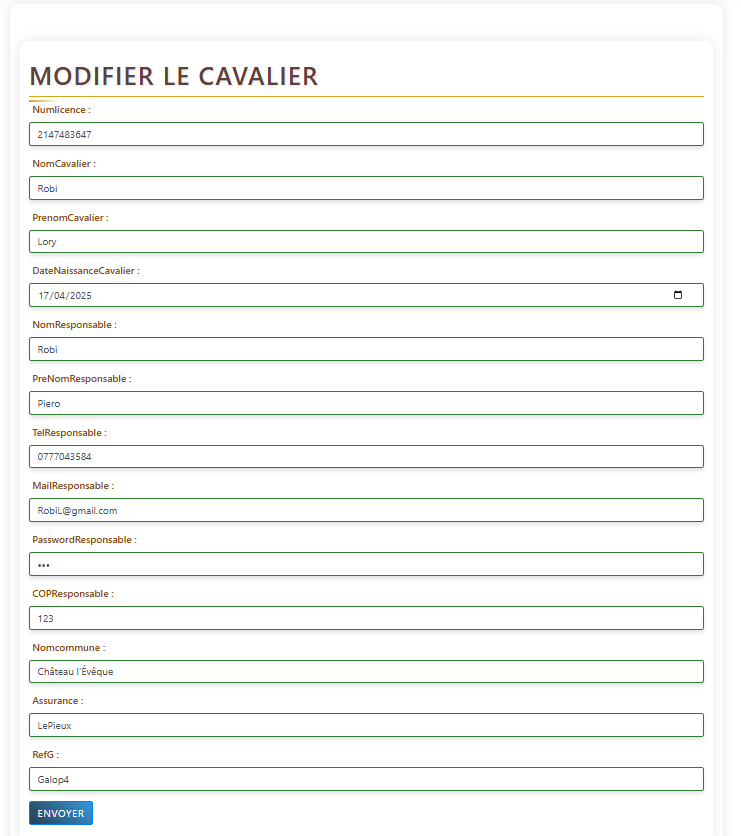 MODIFIER LE CAVALIER
Numlicence :
2147483647
NomCavalier :
Robi
PrenomCavalier :
Lory
DateNaissanceCavalier :
17/04/2025
NomResponsable :
Robi
PreNomResponsable :
Piero
TelResponsable :
0777043584
MailResponsable :
RobiL@gmail.com
PasswordResponsable :
•••
COPResponsable :
123
Nomcommune :
Château l'Évêque
Assurance :
LePieux
RefG :
Galop4
ENVOYER